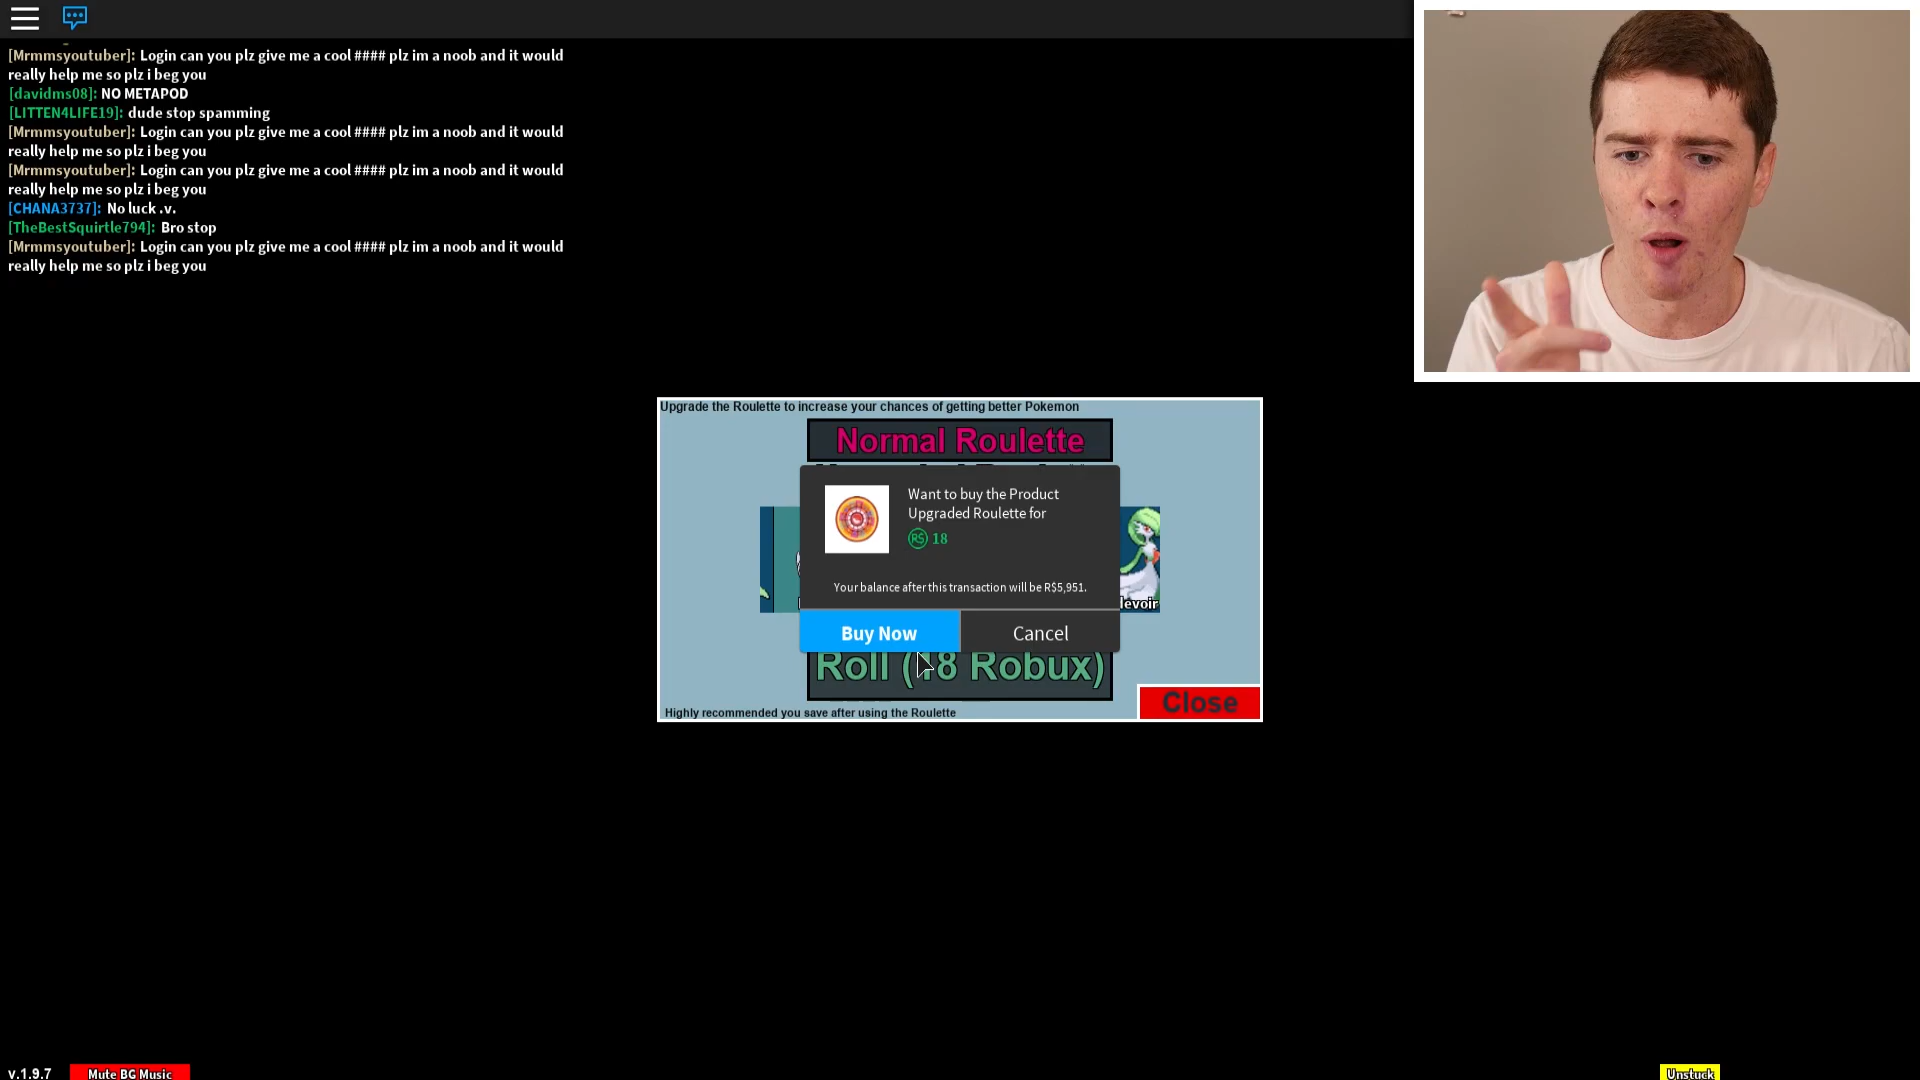 [Mrmmsyoutuber]: Login can you plz give me a cool #### plz im a noob and it would
really help me so plz i beg you
[davidms08]: NO METAPOD
[LITTEN4LIFE19]: dude stop spamming
[Mrmmsyoutuber]: Login can you plz give me a cool #### plz im a noob and it would
really help me so plz i beg you
[Mrmmsyoutuber]: Login can you plz give me a cool #### plz im a noob and it would
really help me so plz i beg you
[CHANA3737]: No luck .v.
[TheBestSquirtle794]: Bro stop
[Mrmmsyoutuber]: Login can you plz give me a cool #### plz im a noob and it would
really help me so plz i beg you
Upgrade the Roulette to increase your chances of getting better Pokemon
Normal Roulette
Want to buy the Product
Upgraded Roulette for
R$ 18
Your balance after this transaction will be R$5,951.
levoir
Buy Now
Cancel
Roll (18 Robux)
Close
Highly recommended you save after using the Roulette
v.1.9.7
Mute BG Music
Unstuck